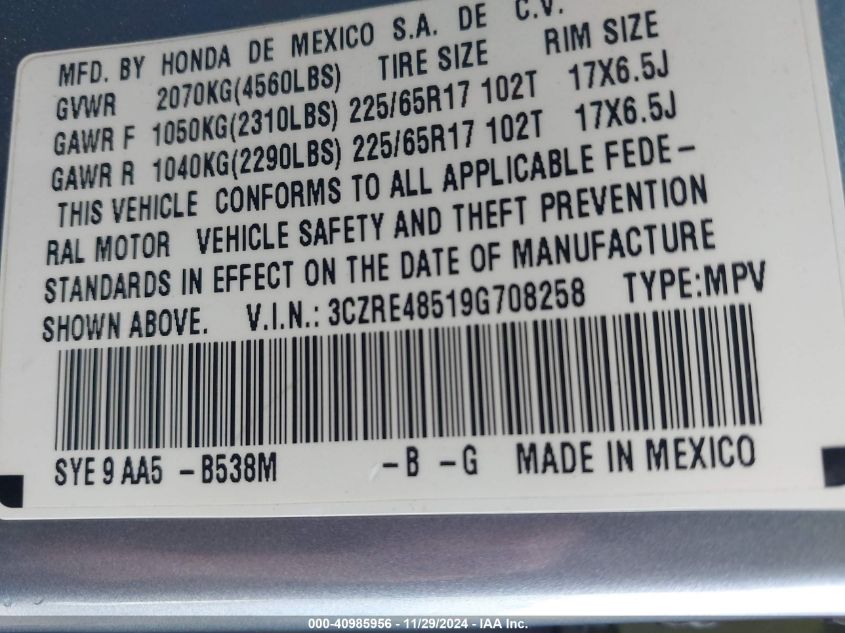 MFD. BY HONDA DE MEXICO S.A. DE C.V.
GVWR 2070KG(4560LBS) TIRE SIZE RIM SIZE
GAWR F 1050KG(2310LBS) 225/65R17 102T 17X6.5J
GAWR R 1040KG(2290LBS) 225/65R17 102T 17X6.5J
THIS VEHICLE CONFORMS TO ALL APPLICABLE FEDE-
RAL MOTOR VEHICLE SAFETY AND THEFT PREVENTION
STANDARDS IN EFFECT ON THE DATE OF MANUFACTURE
SHOWN ABOVE. V.I.N.: 3CZRE48519G708258 TYPE:MPV
SYE 9 AA5 -B538M -B -G MADE IN MEXICO
000-40985956 - 11/29/2024 - IAA Inc.